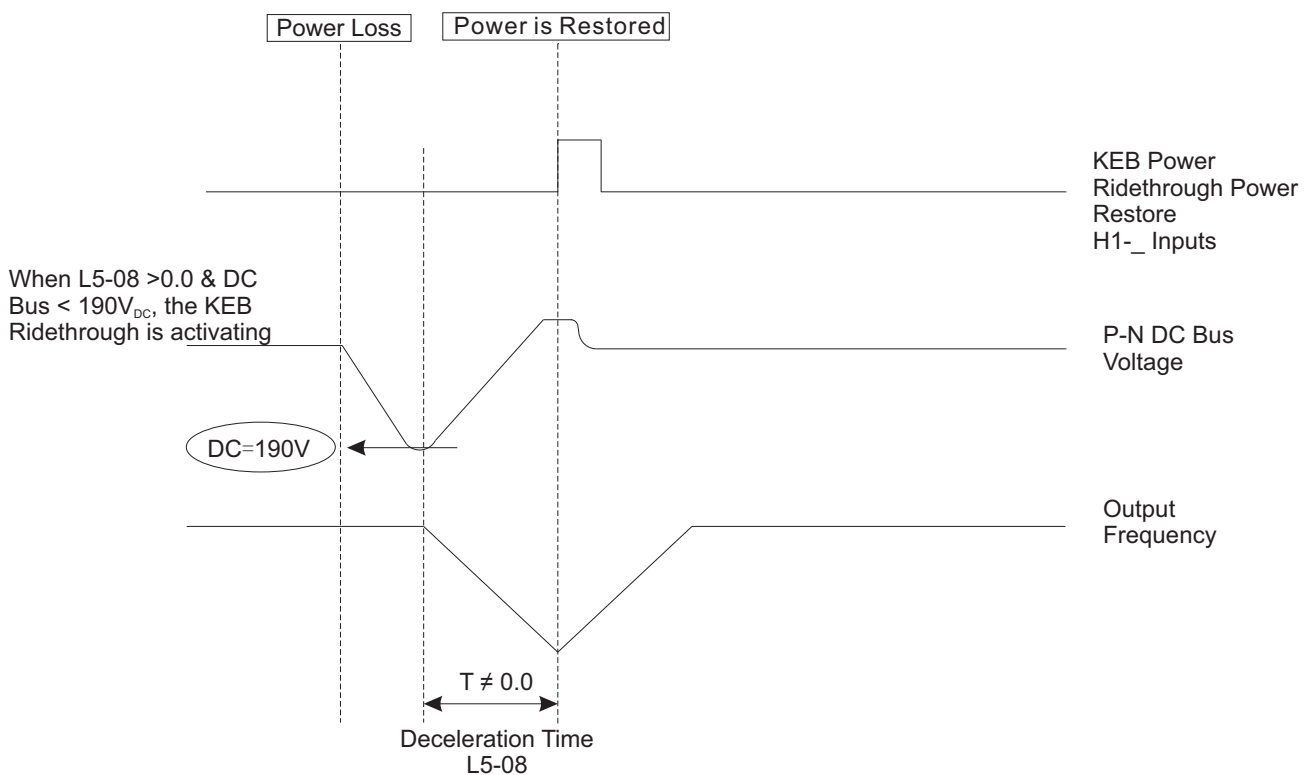 Power Loss
Power is Restored
KEB Power
Ridethrough Power
Restore
H1-_ Inputs
When L5-08 >0.0 & DC
Bus < 190V_DC, the KEB
Ridethrough is activating
P-N DC Bus
Voltage
DC=190V
Output
Frequency
T ≠ 0.0
Deceleration Time
L5-08